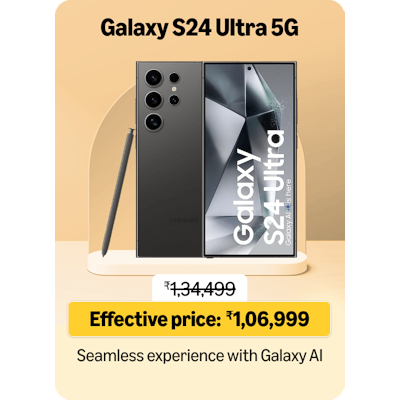 Galaxy S24 Ultra 5G
Galaxy
S24 Ultra
Galaxy AI is here
₹1,34,499
Effective price: ₹1,06,999
Seamless experience with Galaxy AI